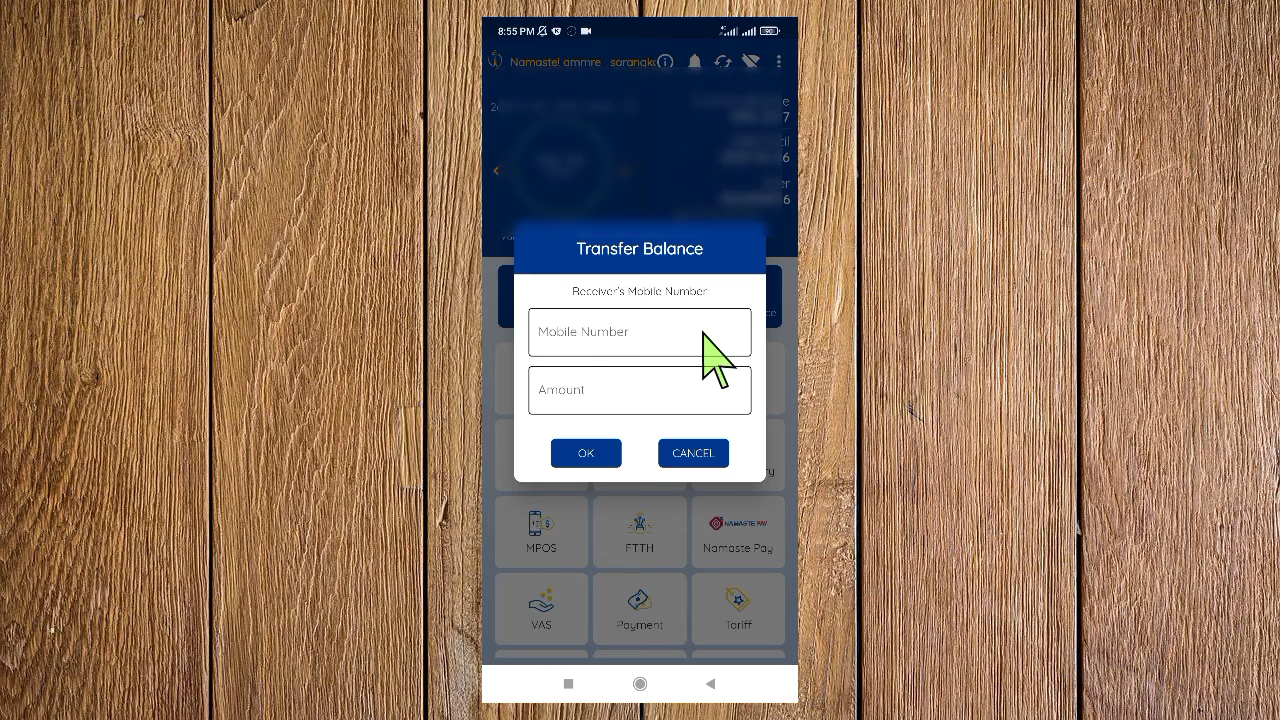 8:55 PM
Namaste! ammre sarangk
Transfer Balance
Receiver's Mobile Number
Mobile Number
Amount
OK
CANCEL
MPOS
FTTH
NAMASTE PAY
Namaste Pay
VAS
Payment
Tariff